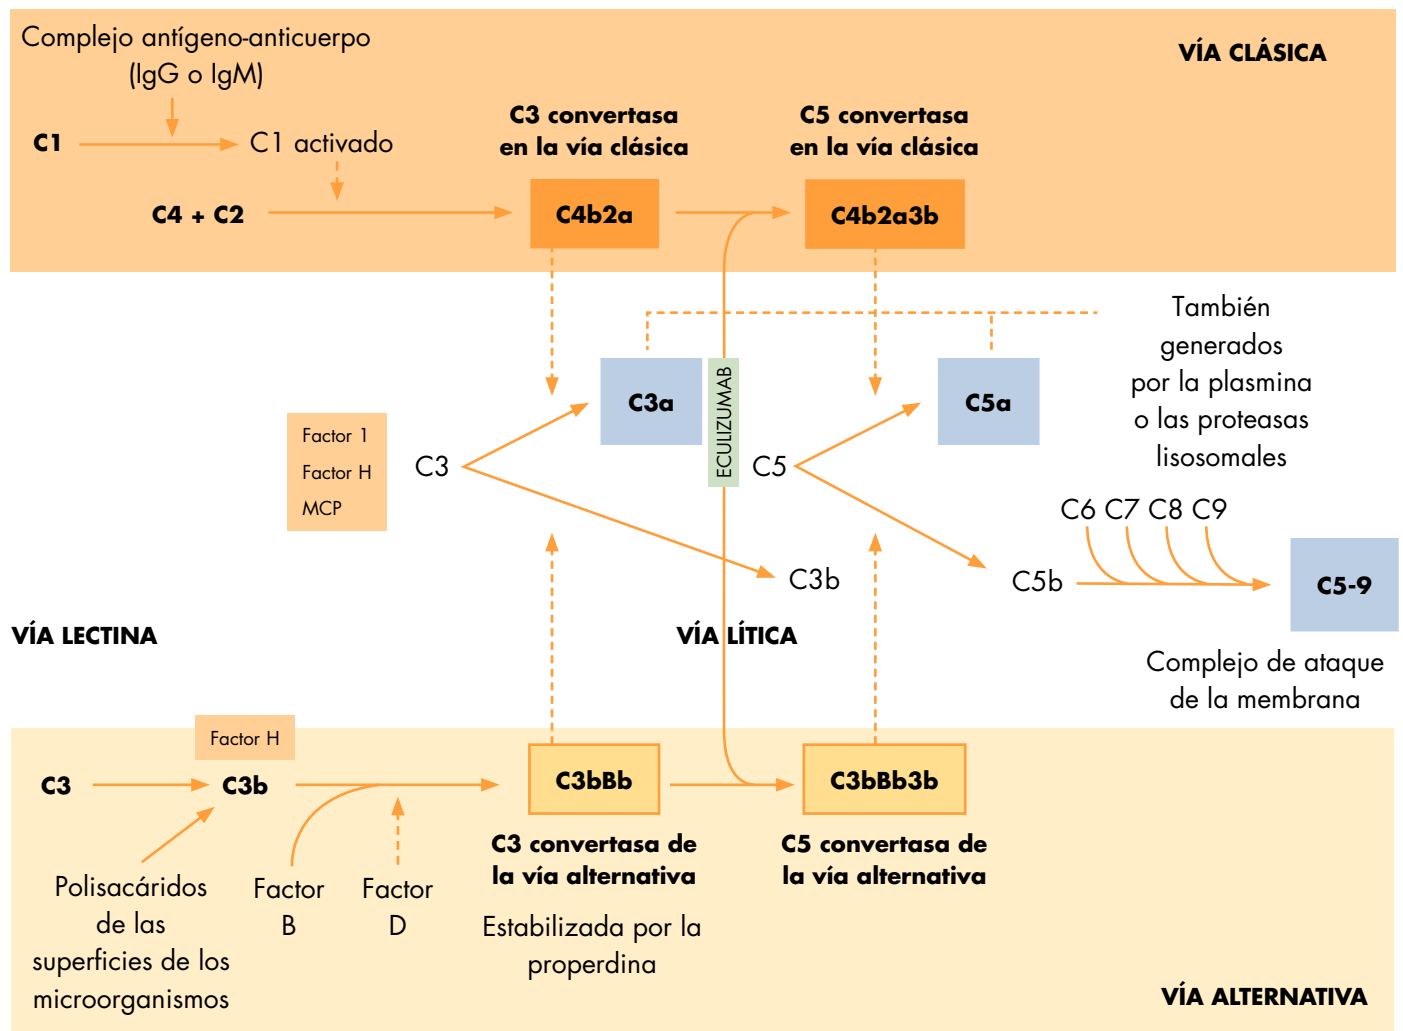 Complejo antígeno-anticuerpo
(IgG o IgM)
VÍA CLÁSICA
C1
C1 activado
C3 convertasa
en la vía clásica
C5 convertasa
en la vía clásica
C4 + C2
C4b2a
C4b2a3b
También
generados
por la plasmina
o las proteasas
lisosomales
C3a
ECULIZUMAB
C5a
Factor 1
Factor H
MCP
C3
C5
C6 C7 C8 C9
C3b
C5b
C5-9
VÍA LECTINA
VÍA LÍTICA
Complejo de ataque
de la membrana
Factor H
C3
C3b
C3bBb
C3bBb3b
C3 convertasa de
la vía alternativa
C5 convertasa de
la vía alternativa
Polisacáridos
de las
superficies de los
microorganismos
Factor
B
Factor
D
Estabilizada por la
properdina
VÍA ALTERNATIVA